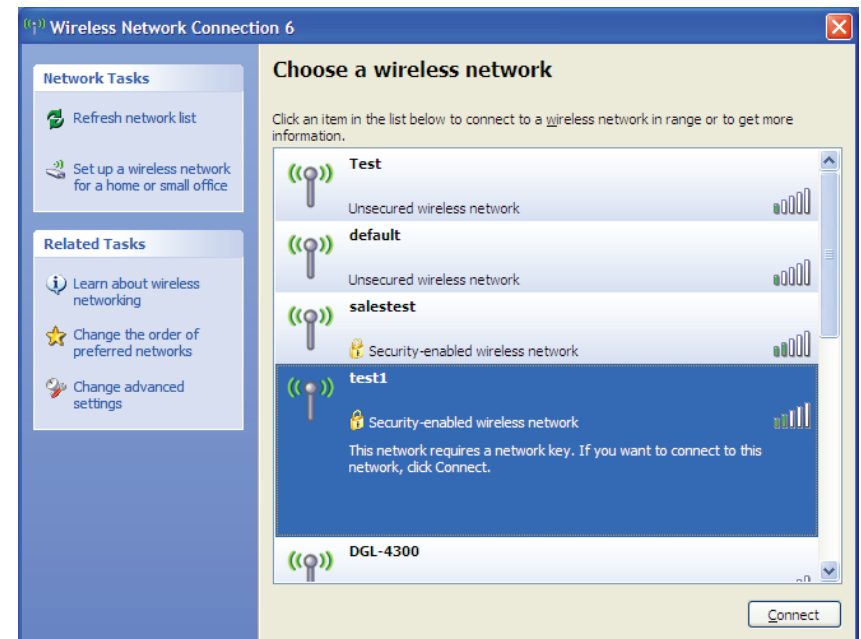 Wireless Network Connection 6
Network Tasks
Refresh network list
Set up a wireless network
for a home or small office
Related Tasks
Learn about wireless
networking
Change the order of
preferred networks
Change advanced
settings
Choose a wireless network
Click an item in the list below to connect to a wireless network in range or to get more
information.
Test
Unsecured wireless network
default
Unsecured wireless network
salestest
Security-enabled wireless network
test1
Security-enabled wireless network
This network requires a network key. If you want to connect to this
network, click Connect.
DGL-4300
Connect